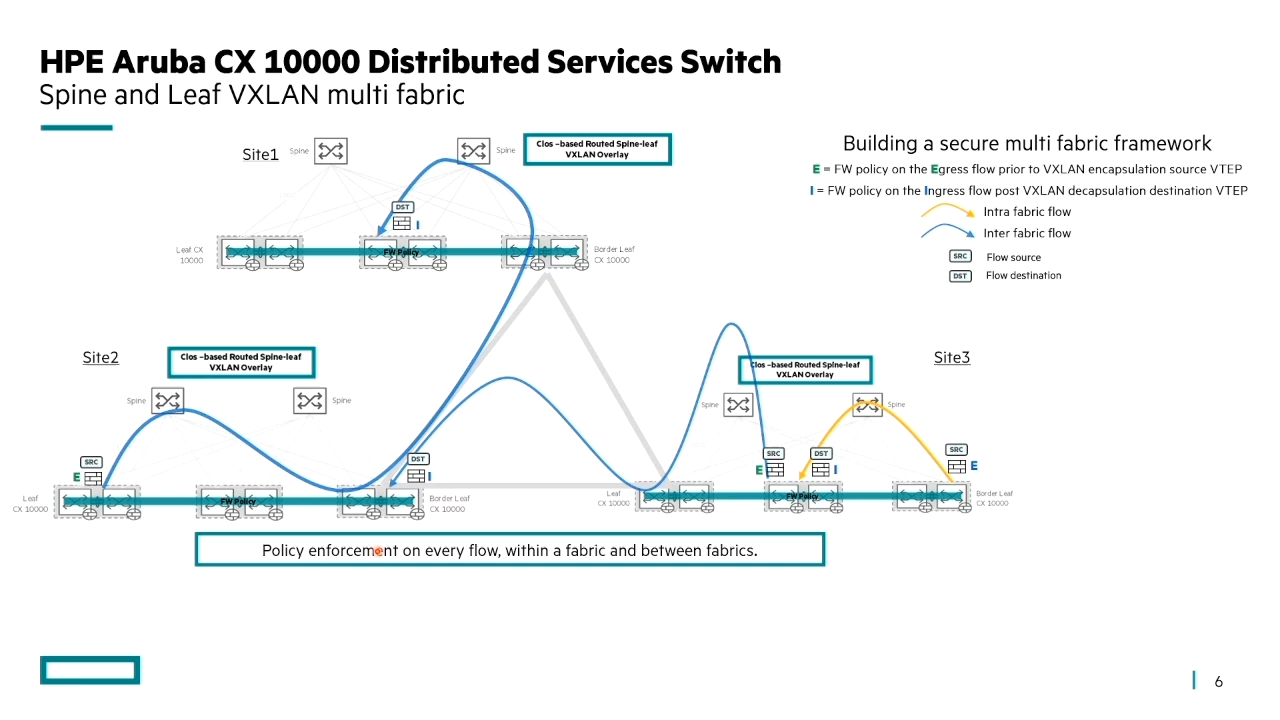 HPE Aruba CX 10000 Distributed Services Switch
Spine and Leaf VXLAN multi fabric
Building a secure multi fabric framework
E = FW policy on the Egress flow prior to VXLAN encapsulation source VTEP
I = FW policy on the Ingress flow post VXLAN decapsulation destination VTEP
Intra fabric flow
Inter fabric flow
SRC Flow source
DST Flow destination
Site1
Spine
Spine
Clos –based Routed Spine-leaf
VXLAN Overlay
DST
I
Leaf CX
10000
FW Policy
Border Leaf
CX 10000
Site2
Clos –based Routed Spine-leaf
VXLAN Overlay
Spine
Spine
SRC
E
DST
I
Leaf
CX 10000
FW Policy
Border Leaf
CX 10000
Site3
Clos –based Routed Spine-leaf
VXLAN Overlay
Spine
Spine
SRC
E
DST
I
SRC
E
Leaf
CX 10000
FW Policy
Border Leaf
CX 10000
Policy enforcement on every flow, within a fabric and between fabrics.
6